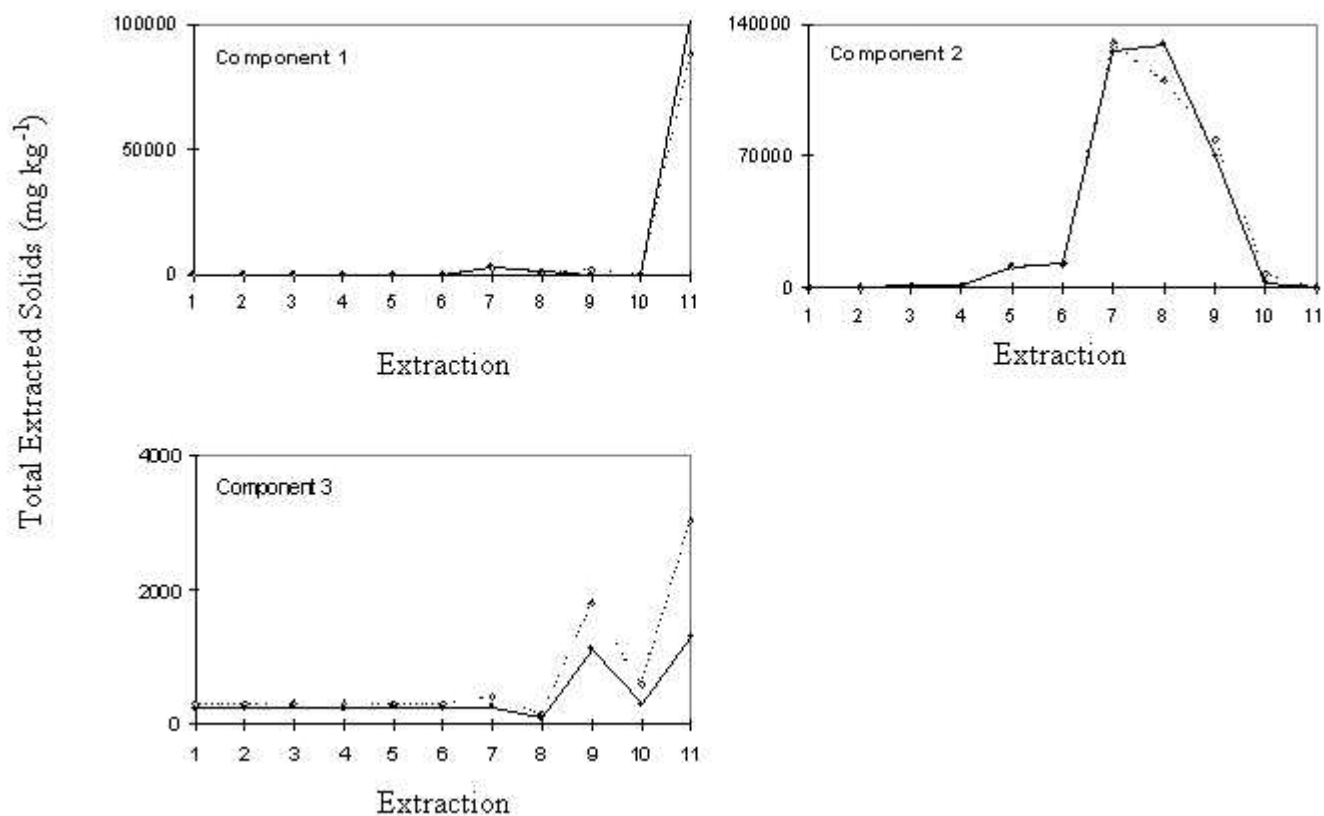 Total Extracted Solids (mg kg-1)
Component 1
100000
50000
0
1 2 3 4 5 6 7 8 9 10 11
Extraction
Component 2
140000
70000
0
1 2 3 4 5 6 7 8 9 10 11
Extraction
Component 3
4000
2000
0
1 2 3 4 5 6 7 8 9 10 11
Extraction